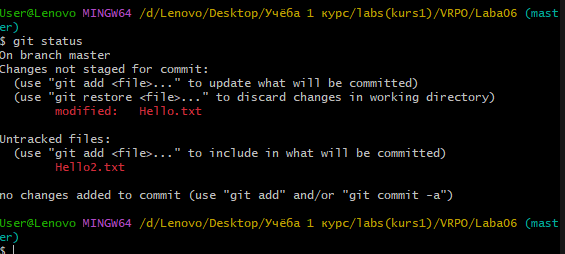 User@Lenovo MINGW64 /d/Lenovo/Desktop/Учёба 1 курс/labs(kurs1)/VRPO/Laba06 (mast
er)
$ git status
On branch master
Changes not staged for commit:
  (use "git add <file>..." to update what will be committed)
  (use "git restore <file>..." to discard changes in working directory)
        modified:   Hello.txt

Untracked files:
  (use "git add <file>..." to include in what will be committed)
        Hello2.txt

no changes added to commit (use "git add" and/or "git commit -a")

User@Lenovo MINGW64 /d/Lenovo/Desktop/Учёба 1 курс/labs(kurs1)/VRPO/Laba06 (mast
er)
$